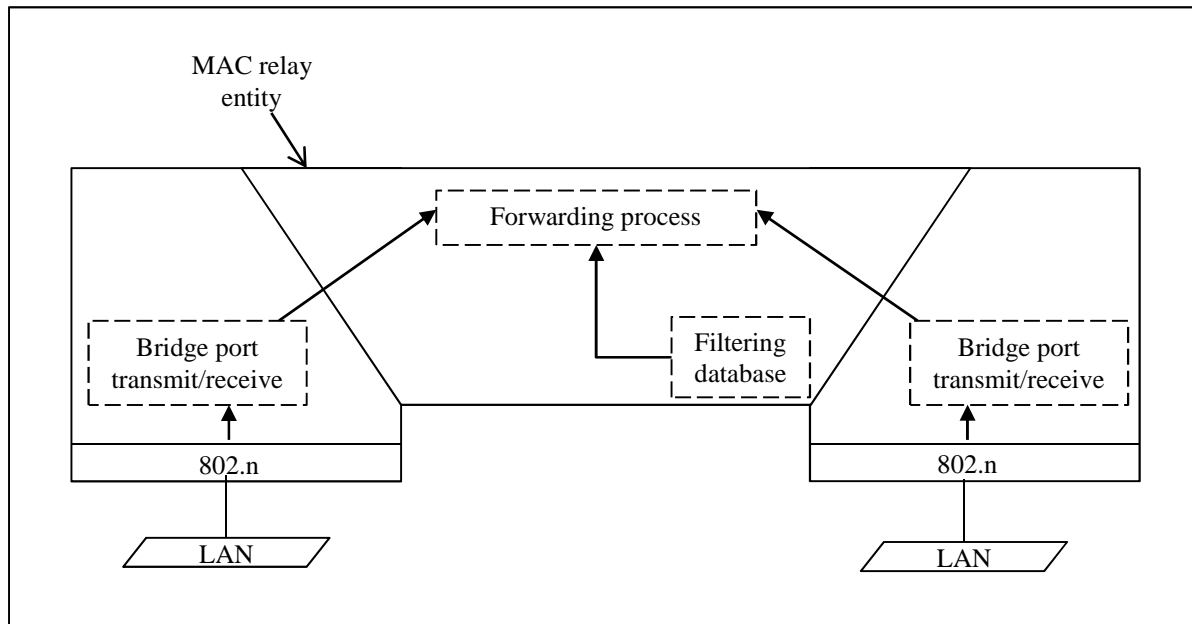 MAC relay
entity
Forwarding process
Bridge port
transmit/receive
Filtering
database
Bridge port
transmit/receive
802.n
802.n
LAN
LAN